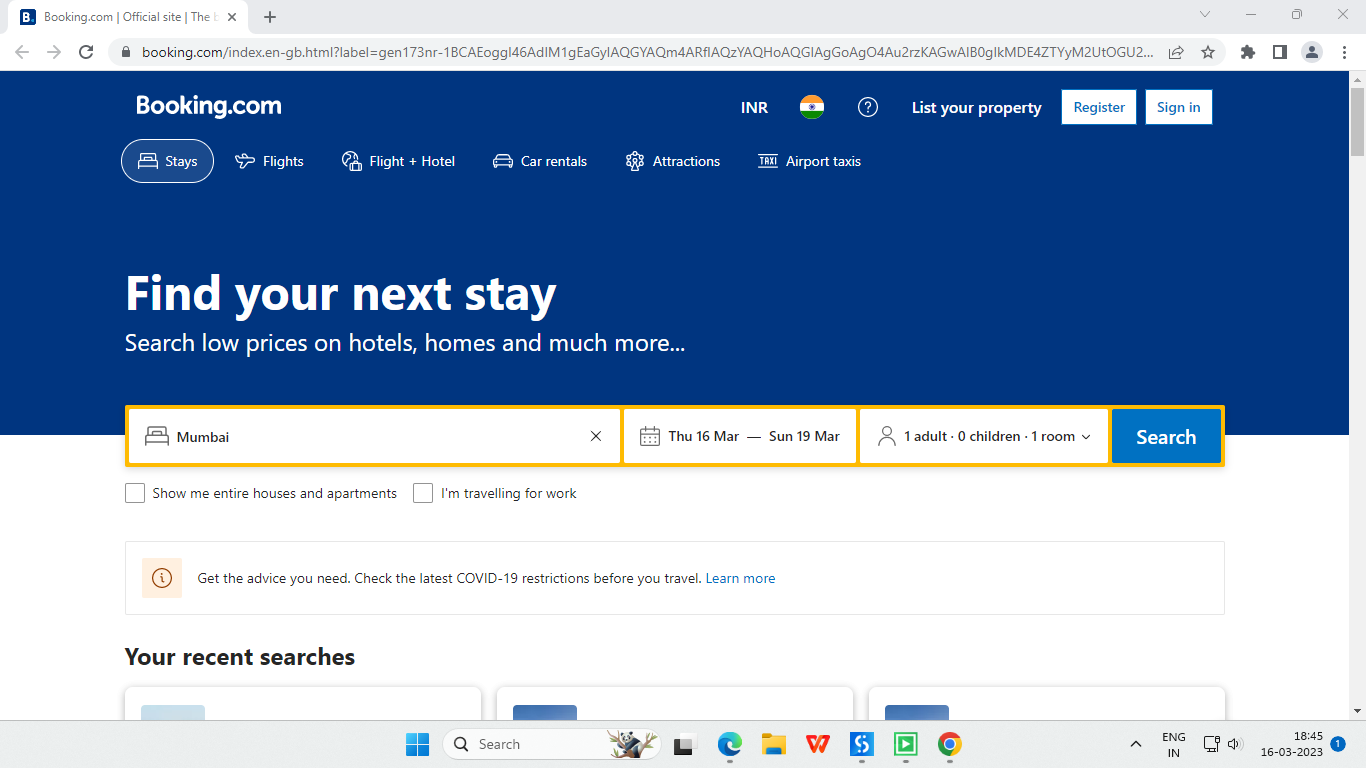 Booking.com | Official site | The b
booking.com/index.en-gb.html?label=gen173nr-1BCAEoggI46AdIM1gEaGyIAQGYAQm4ARfIAQzYAQHoAQGIAgGoAgO4Au2rzKAGwAIB0gIkMDE4ZTYyM2UtOGU2...
Booking.com
INR
List your property
Register
Sign in
Stays
Flights
Flight + Hotel
Car rentals
Attractions
TAXI
Airport taxis
Find your next stay
Search low prices on hotels, homes and much more...
Mumbai
Thu 16 Mar — Sun 19 Mar
1 adult · 0 children · 1 room
Search
Show me entire houses and apartments
I'm travelling for work
Get the advice you need. Check the latest COVID-19 restrictions before you travel. Learn more
Your recent searches
Search
ENG
IN
18:45
16-03-2023
1